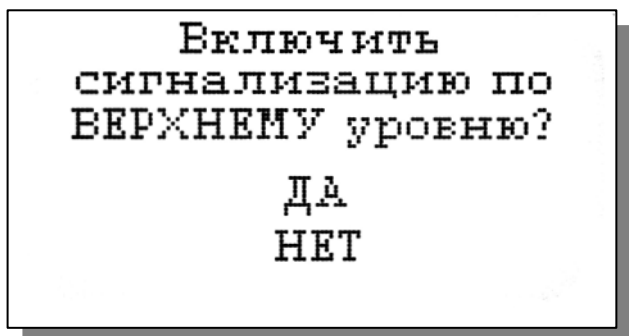 Включить
сигнализацию по
ВЕРХНЕМУ уровню?
ДА
НЕТ